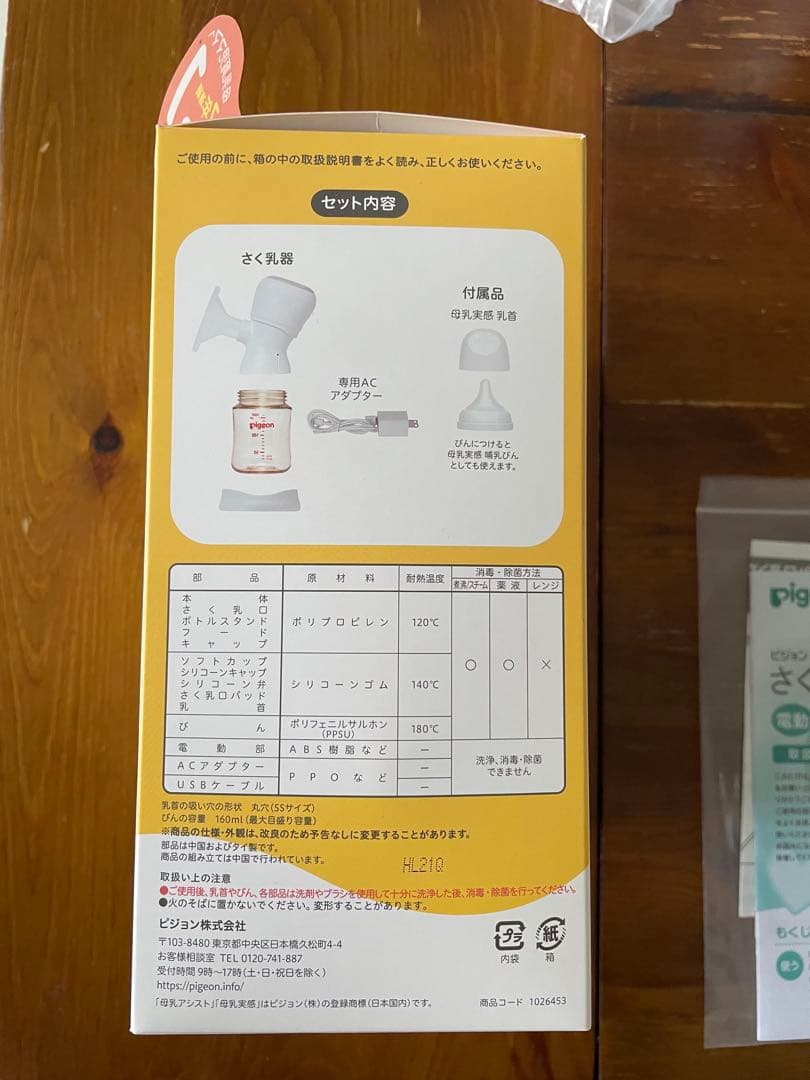 ご使用の前に、箱の中の取扱説明書をよく読み、正しくお使いください。
セット内容
さく乳器
付属品
母乳実感 乳首
専用AC
アダプター
pigeon
びんにつけると
母乳実感 哺乳びん
としても使えます。
部品 原材料 耐熱温度 消毒・除菌方法
煮沸/スチーム 薬液 レンジ
本体
さく乳口
ボトルスタンド
フード
キャップ
ポリプロピレン 120℃
ソフトカップ
シリコーンキャップ
シリコーン弁
さく乳口パッド
乳首
シリコーンゴム 140℃
○ ○ ×
びん ポリフェニルサルホン
(PPSU) 180℃
電動部 ABS樹脂など −
ACアダプター PPOなど −
USBケーブル −
洗浄、消毒・除菌
できません
乳首の吸い穴の形状 丸穴(SSサイズ)
びんの容量 160ml(最大目盛り容量)
※商品の仕様・外観は、改良のため予告なしに変更することがあります。
部品は中国およびタイ製です。
商品の組み立ては中国で行われています。
HL21Q
取扱い上の注意
●ご使用後、乳首やびん、各部品は洗剤やブラシを使用して十分に洗浄した後、消毒・除菌を行ってください。
●火のそばに置かないでください。変形することがあります。
ピジョン株式会社
〒103-8480 東京都中央区日本橋久松町4-4
お客様相談室 TEL 0120-741-887
受付時間 9時〜17時(土・日・祝日を除く)
https://pigeon.info/
プラ
内袋
紙
箱
「母乳アシスト」「母乳実感」はピジョン(株)の登録商標(日本国内)です。
商品コード 1026453
Pig
ピジョン
さく
電動
取
もくじ
使う